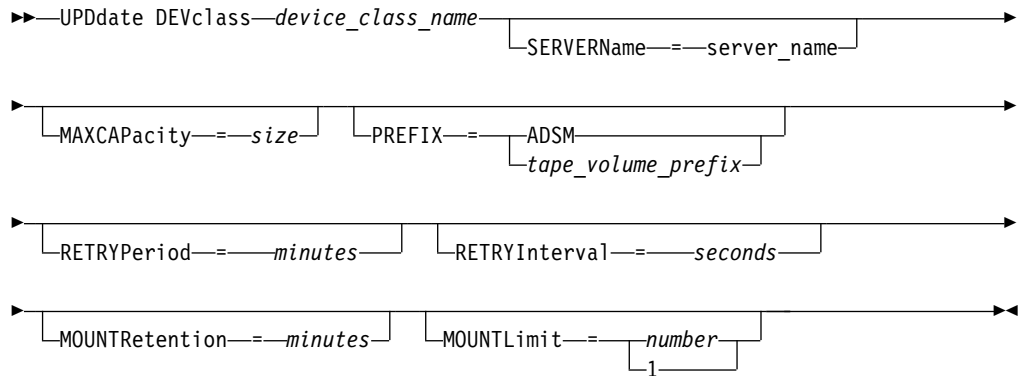 UPDdate DEVclass device_class_name
SERVERName = server_name
MAXCAPacity = size PREFIX = ADSM
tape_volume_prefix
RETRYPeriod = minutes RETRYInterval = seconds
MOUNTRetention = minutes MOUNTLimit = number
1